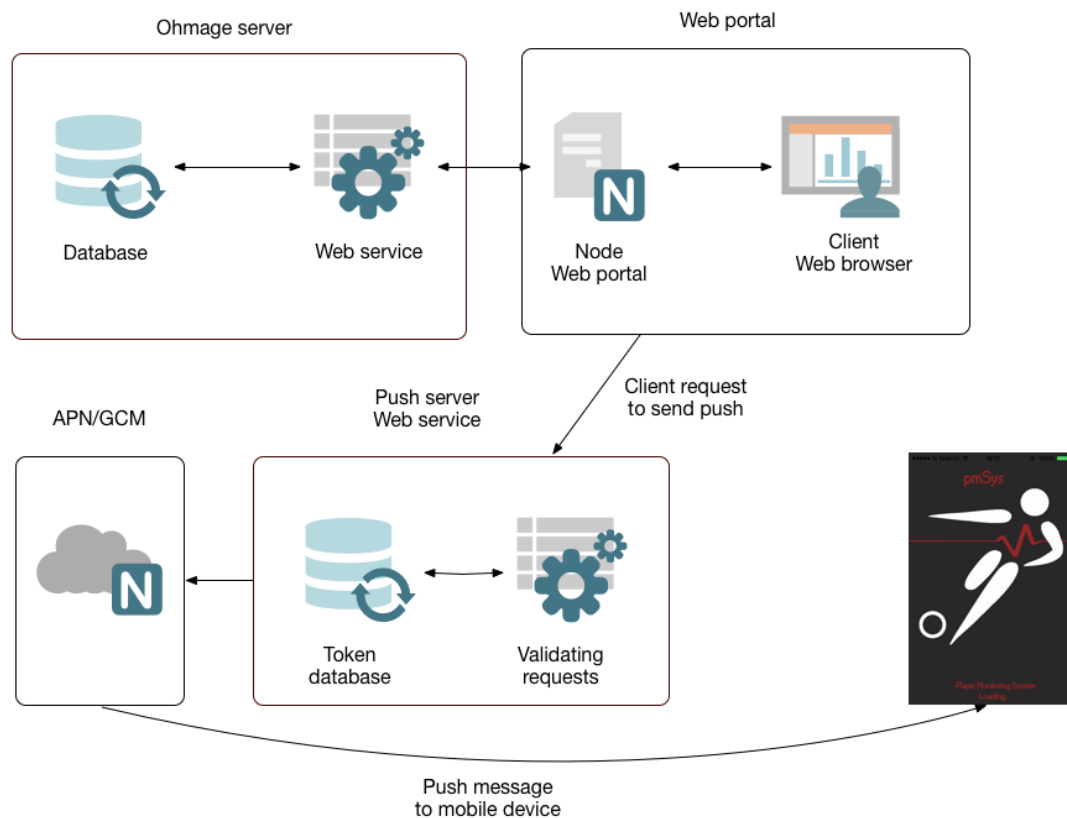 Ohmage server
Web portal
Database
Web service
N
Node
Web portal
Client
Web browser
Client request
to send push
Push server
Web service
APN/GCM
N
Token
database
Validating
requests
pmSys
Player Monitoring System
Loading...
Push message
to mobile device